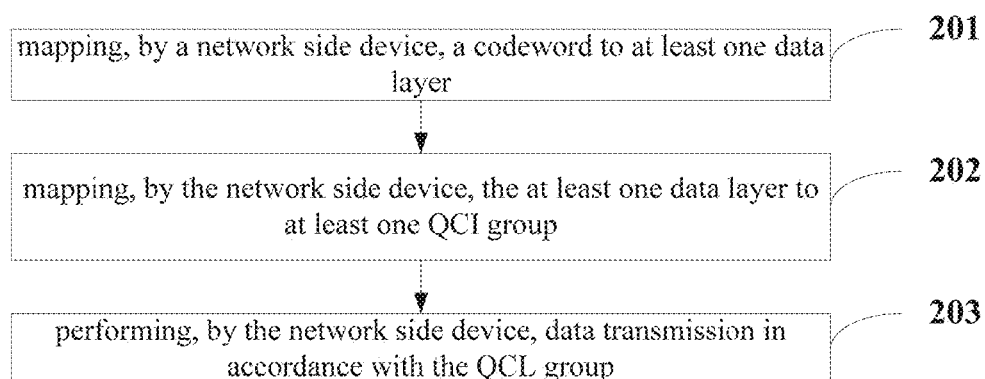 mapping, by a network side device, a codeword to at least one data
layer
201
mapping, by the network side device, the at least one data layer to
at least one QCI group
202
performing, by the network side device, data transmission in
accordance with the QCL group
203